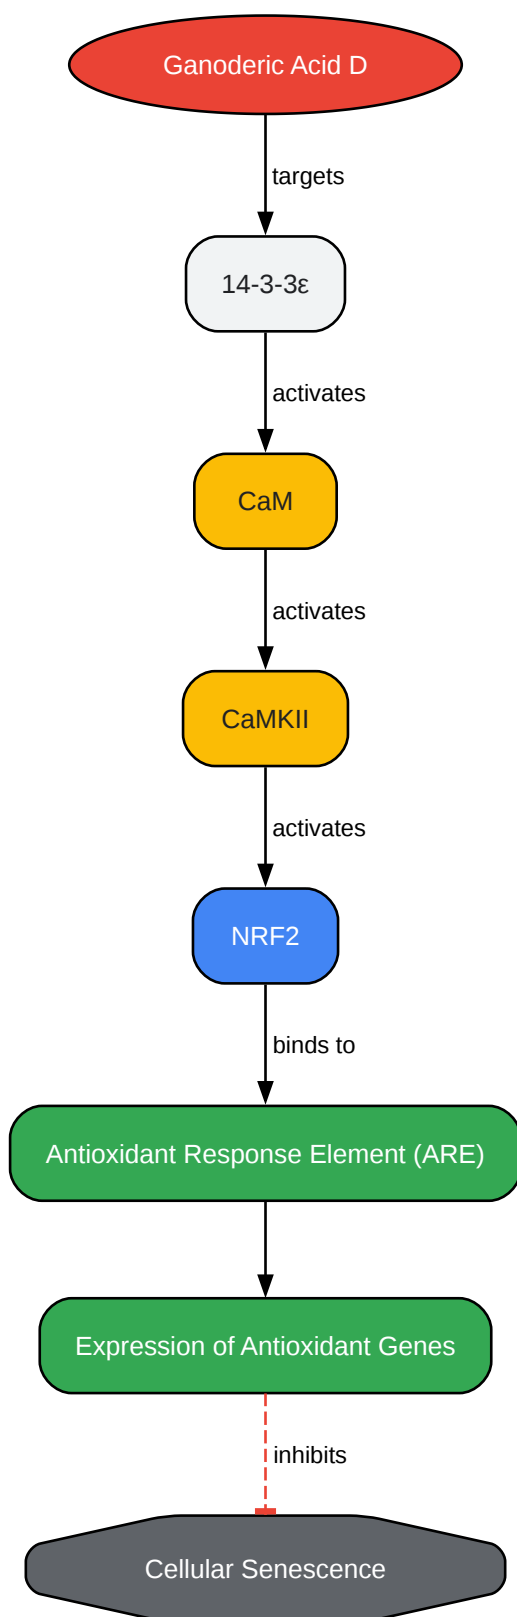 Ganoderic Acid D
targets
14-3-3ε
activates
CaM
activates
CaMKII
activates
NRF2
binds to
Antioxidant Response Element (ARE)
Expression of Antioxidant Genes
inhibits
Cellular Senescence